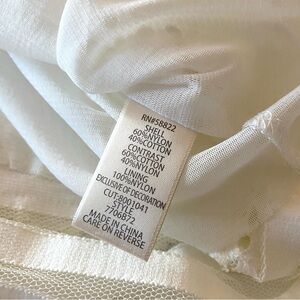 RN#58822
SHELL
60%NYLON
40%COTTON
CONTRAST
60%COTTON
40%NYLON
LINING
100%NYLON
EXCLUSIVE OF DECORATION
CUT:8001041
STYLE:
7706B72
MADE IN CHINA
CARE ON REVERSE